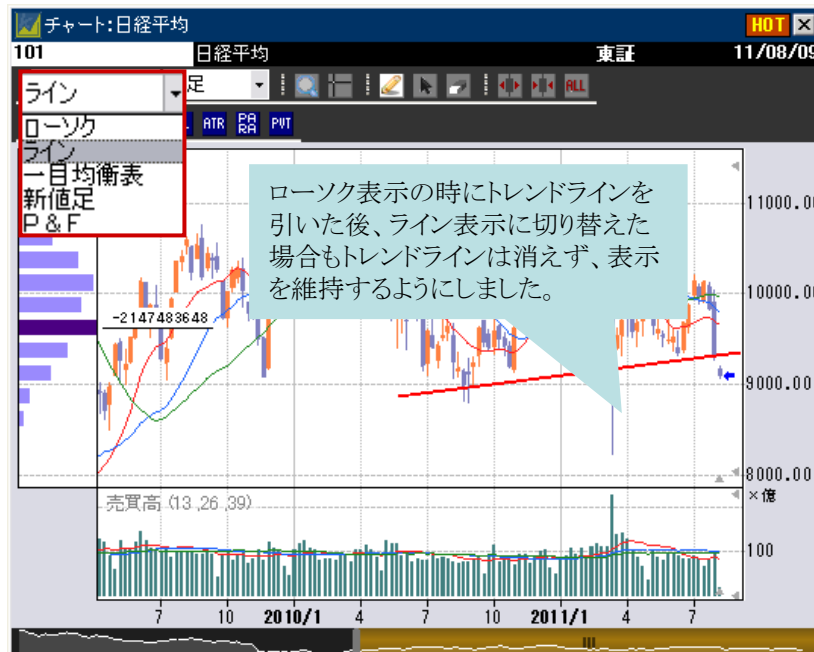 チャート:日経平均
HOT
101 日経平均 東証 11/08/09
ライン 足
ALL
ローソク
ライン
一目均衡表
新値足
P&F
ATR PARA PVT
ローソク表示の時にトレンドラインを
引いた後、ライン表示に切り替えた
場合もトレンドラインは消えず、表示
を維持するようにしました。
11000.00
10000.00
-2147483648
9000.00
8000.00
売買高 (13,26,39)
×億
100
7 10 2010/1 4 7 10 2011/1 4 7